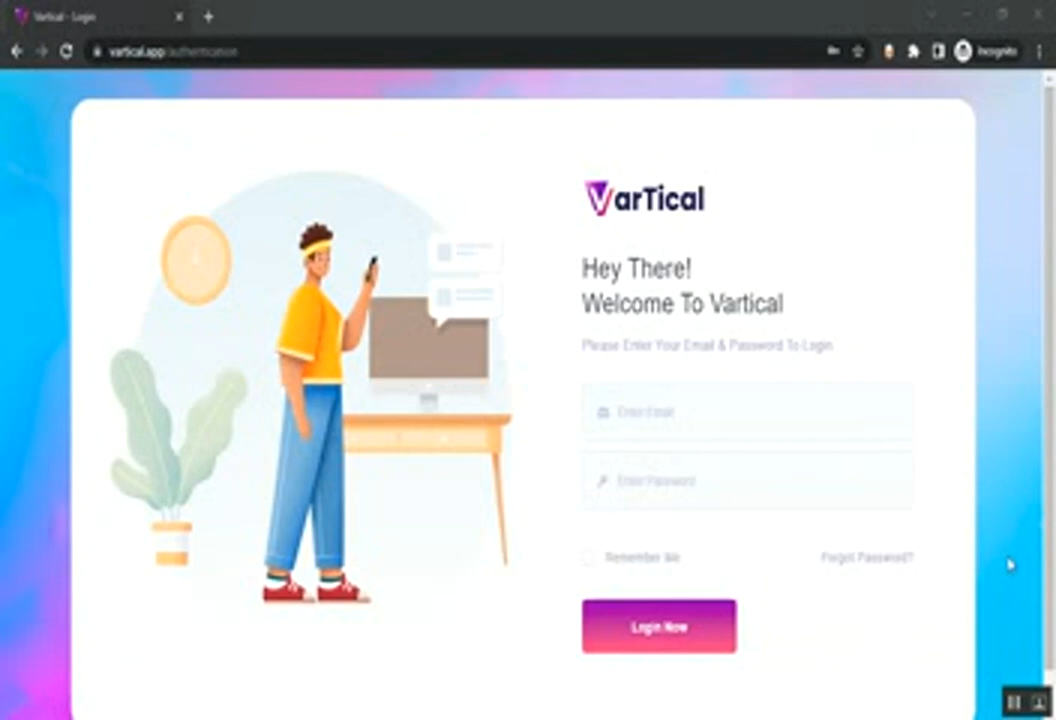 Vartical - Login
vartical.app/authentication
Incognito
VarTical
Hey There!
Welcome To Vartical
Please Enter Your Email & Password To Login
Enter Email
Enter Password
Remember Me
Forgot Password?
Login Now